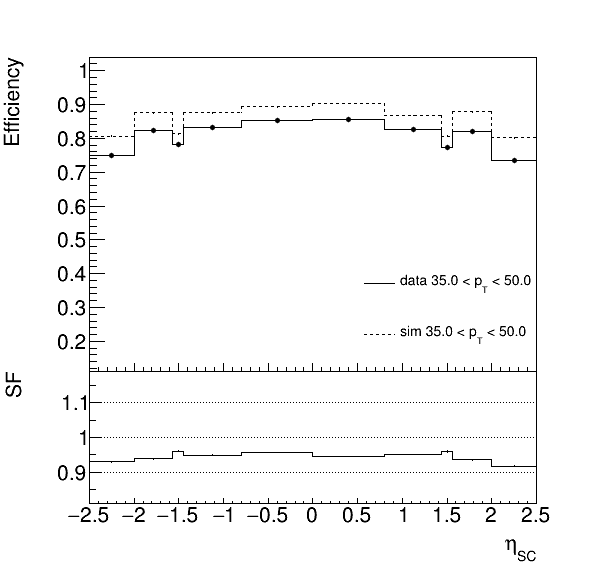 Efficiency
1
0.9
0.8
0.7
0.6
0.5
0.4
0.3
0.2
data 35.0 < p_T < 50.0
sim 35.0 < p_T < 50.0
SF
1.1
1
0.9
−2.5 −2 −1.5 −1 −0.5 0 0.5 1 1.5 2 2.5
η_SC